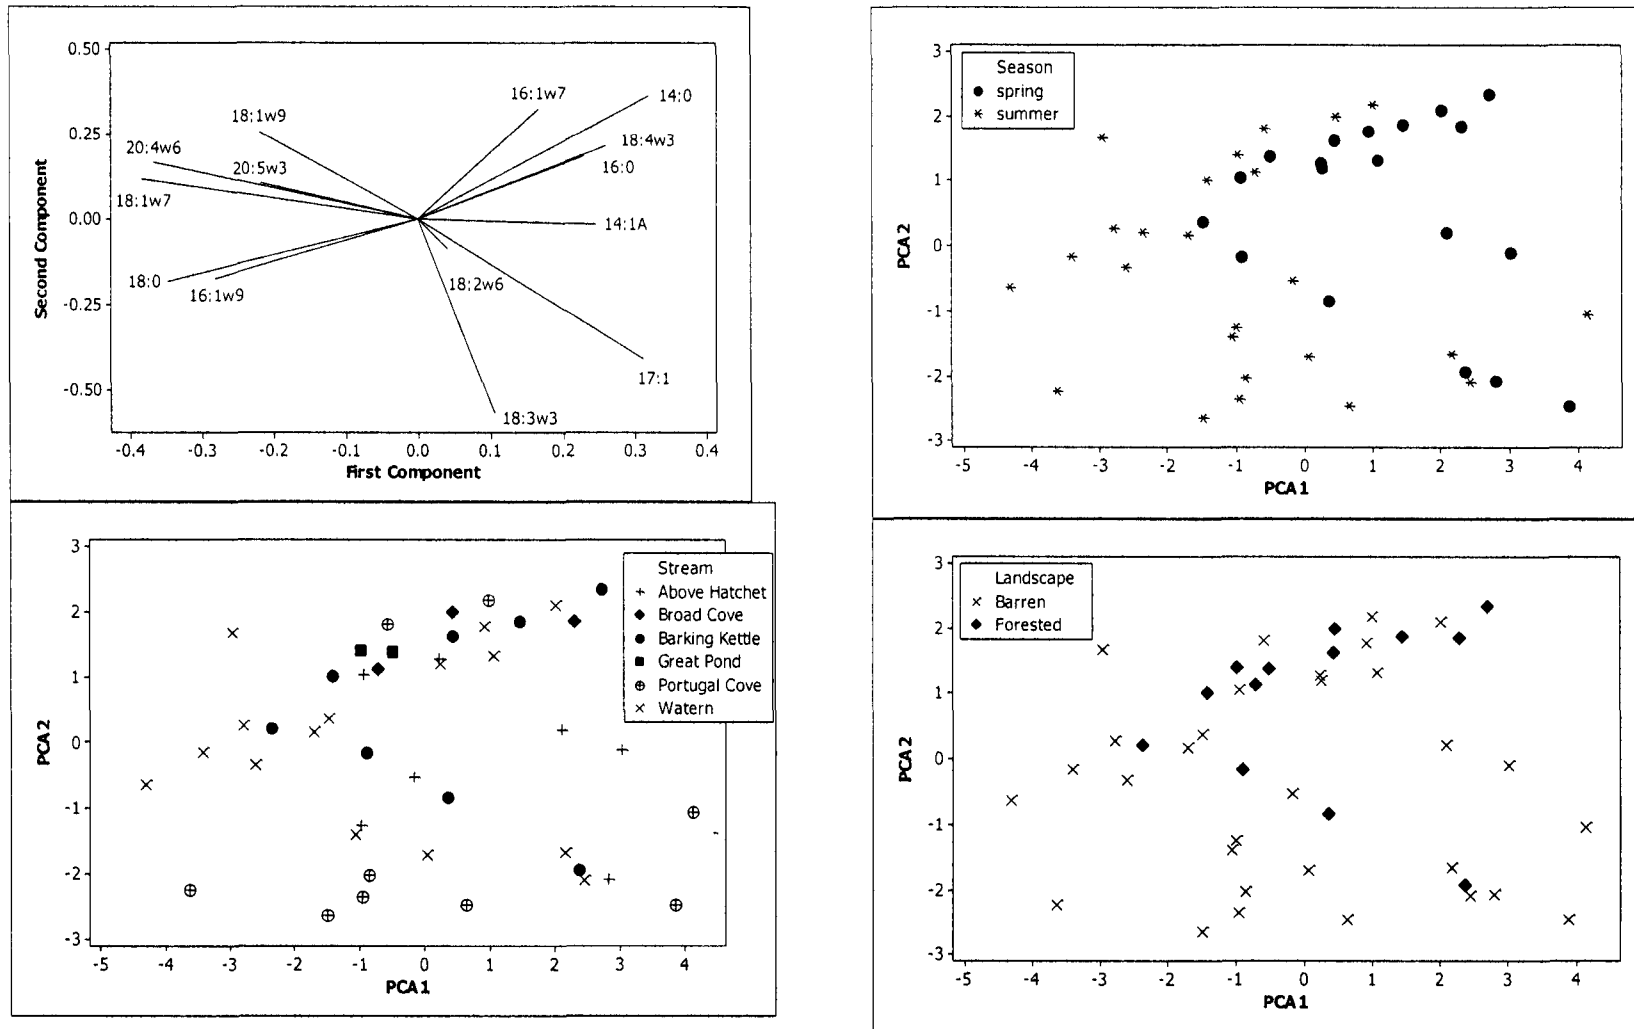 0.50
0.25
0.00
-0.25
-0.50
Second Component
16:1w7
14:0
18:1w9
18:4w3
20:4w6
20:5w3
16:0
18:1w7
14:1A
18:0
16:1w9
18:2w6
17:1
18:3w3
-0.4 -0.3 -0.2 -0.1 0.0 0.1 0.2 0.3 0.4
First Component
3
2
1
0
-1
-2
-3
PCA 2
Season
spring
summer
-5 -4 -3 -2 -1 0 1 2 3 4
PCA 1
3
2
1
0
-1
-2
-3
PCA 2
Stream
Above Hatchet
Broad Cove
Barking Kettle
Great Pond
Portugal Cove
Watern
-5 -4 -3 -2 -1 0 1 2 3 4
PCA 1
3
2
1
0
-1
-2
-3
PCA 2
Landscape
Barren
Forested
-5 -4 -3 -2 -1 0 1 2 3 4
PCA 1